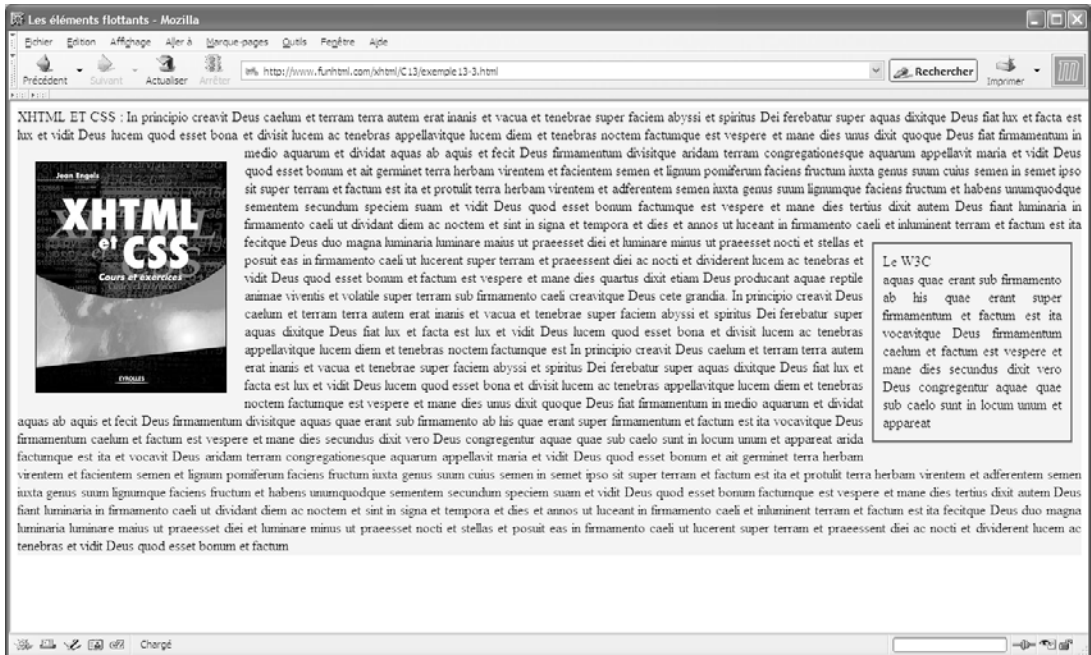 Les éléments flottants - Mozilla
Fichier Edition Affichage Aller à Marque-pages Outils Fenêtre Aide
Précédent Suivant Actualiser Arrêter http://www.funhtml.com/xhtml/C13/exemple13-3.html Rechercher Imprimer
XHTML ET CSS : In principio creavit Deus caelum et terram terra autem erat inanis et vacua et tenebrae super faciem abyssi et spiritus Dei ferebatur super aquas dixitque Deus fiat lux et facta est
lux et vidit Deus lucem quod esset bona et divisit lucem ac tenebras appellavitque lucem diem et tenebras noctem factumque est vespere et mane dies unus dixit quoque Deus fiat firmamentum in
medio aquarum et dividat aquas ab aquis et fecit Deus firmamentum divisitque aridam terram congregationesque aquarum appellavit maria et vidit Deus
quod esset bonum et ait germinet terra herbam virentem et facientem semen et lignum pomiferum faciens fructum iuxta genus suum cuius semen in semet ipso
sit super terram et factum est ita et protulit terra herbam virentem et adferentem semen iuxta genus suum lignumque faciens fructum et habens unumquodque
sementem secundum speciem suam et vidit Deus quod esset bonum factumque est vespere et mane dies tertius dixit autem Deus fiant luminaria in
firmamento caeli ut dividant diem ac noctem et sint in signa et tempora et dies et annos ut luceant in firmamento caeli et inluminent terram et factum est ita
fecitque Deus duo magna luminaria luminare maius ut praeesset diei et luminare minus ut praeesset nocti et stellas et
posuit eas in firmamento caeli ut lucerent super terram et praeessent diei ac nocti et dividerent lucem ac tenebras et
vidit Deus quod esset bonum et factum est vespere et mane dies quartus dixit etiam Deus producant aquae reptile
animae viventis et volatile super terram sub firmamento caeli creavitque Deus cete grandia. In principio creavit Deus
caelum et terram terra autem erat inanis et vacua et tenebrae super faciem abyssi et spiritus Dei ferebatur super
aquas dixitque Deus fiat lux et facta est lux et vidit Deus lucem quod esset bona et divisit lucem ac tenebras
appellavitque lucem diem et tenebras noctem factumque est In principio creavit Deus caelum et terram terra autem
erat inanis et vacua et tenebrae super faciem abyssi et spiritus Dei ferebatur super aquas dixitque Deus fiat lux et
facta est lux et vidit Deus lucem quod esset bona et divisit lucem ac tenebras appellavitque lucem diem et tenebras
noctem factumque est vespere et mane dies unus dixit quoque Deus fiat firmamentum in medio aquarum et dividat
aquas ab aquis et fecit Deus firmamentum divisitque aquas quae erant sub firmamento ab his quae erant super firmamentum et factum est ita vocavitque Deus
firmamentum caelum et factum est vespere et mane dies secundus dixit vero Deus congregentur aquae quae sub caelo sunt in locum unum et appareat arida
factumque est ita et vocavit Deus aridam terram congregationesque aquarum appellavit maria et vidit Deus quod esset bonum et ait germinet terra herbam
virentem et facientem semen et lignum pomiferum faciens fructum iuxta genus suum cuius semen in semet ipso sit super terram et factum est ita et protulit terra herbam virentem et adferentem semen
iuxta genus suum lignumque faciens fructum et habens unumquodque sementem secundum speciem suam et vidit Deus quod esset bonum factumque est vespere et mane dies tertius dixit autem Deus
fiant luminaria in firmamento caeli ut dividant diem ac noctem et sint in signa et tempora et dies et annos ut luceant in firmamento caeli et inluminent terram et factum est ita fecitque Deus duo magna
luminaria luminare maius ut praeesset diei et luminare minus ut praeesset nocti et stellas et posuit eas in firmamento caeli ut lucerent super terram et praeessent diei ac nocti et dividerent lucem ac
tenebras et vidit Deus quod esset bonum et factum
Jean Engels
XHTML
et CSS
Cours et exercices
EYROLLES
Le W3C
aquas quae erant sub firmamento
ab his quae erant super
firmamentum et factum est ita
vocavitque Deus firmamentum
caelum et factum est vespere et
mane dies secundus dixit vero
Deus congregentur aquae quae
sub caelo sunt in locum unum et
appareat
Chargé